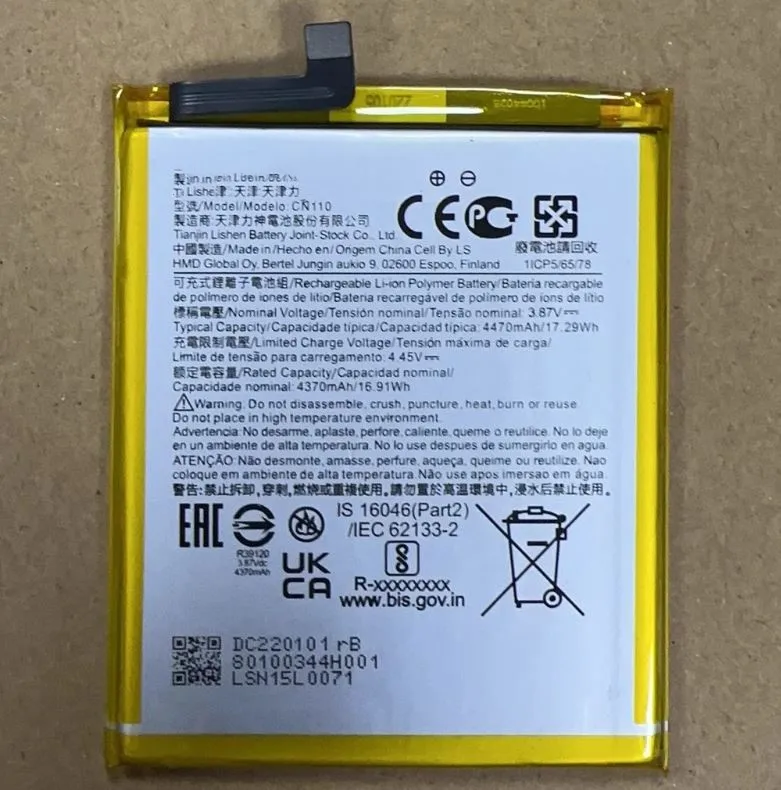 型號/Model/Modelo: CN110
製造商:天津力神電池股份有限公司
Tianjin Lishen Battery Joint-Stock Co., Ltd.
中國製造/Made in/Hecho en/Origem China Cell By LS
HMD Global Oy, Bertel Jungin aukio 9, 02600 Espoo, Finland
CE PG
廢電池請回收
1ICP5/65/78
可充式鋰離子電池組/Rechargeable Li-ion Polymer Battery/Bateria recargable
de polímero de iones de litio/Bateria recarregável de polímero de íons de lítio
標稱電壓/Nominal Voltage/Tensión nominal/Tensão nominal: 3.87V
Typical Capacity/Capacidade típica/Capacidad típica: 4470mAh/17.29Wh
充電限制電壓/Limited Charge Voltage/Tensión máxima de carga/
Limite de tensão para carregamento: 4.45V
額定電容量/Rated Capacity/Capacidad nominal/
Capacidade nominal: 4370mAh/16.91Wh
Warning: Do not disassemble, crush, puncture, heat, burn or reuse
Do not place in high temperature environment.
Advertencia: No desarme, aplaste, perfore, caliente, queme o reutilice. No lo deje
en un ambiente de alta temperatura. No lo use despues de sumergirlo en agua.
ATENÇÃO: Não desmonte, amasse, perfure, aqueça, queime ou reutilize. Nao
coloque em ambiente de alta temperatura.Não use apos imersao em água.
警告:禁止拆卸,穿刺,燃燒或重複使用。請勿置於高溫環境中,浸水后禁止使用。
EAC
R39120
3.87Vdc
4370mAh
UK
CA
IS 16046(Part2)
/IEC 62133-2
R-xxxxxxxx
www.bis.gov.in
DC220101 rB
80100344H001
LSN15L0071